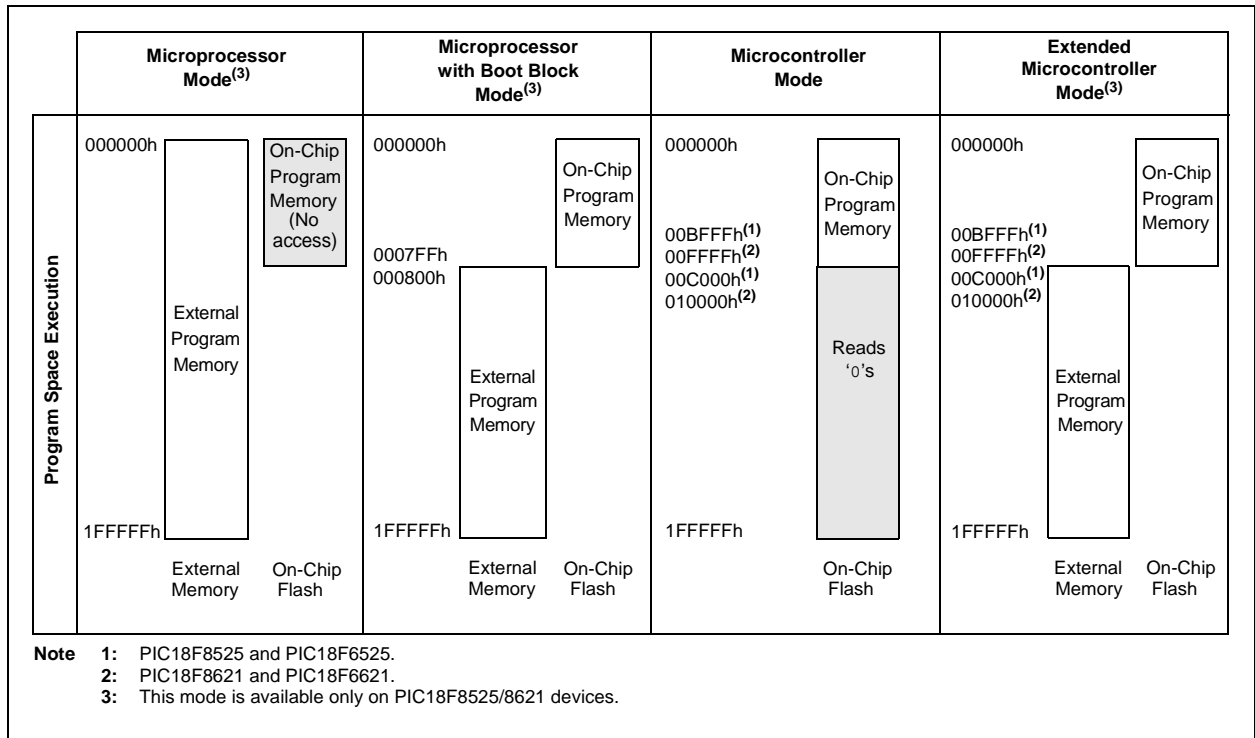 Microprocessor
Mode(3)
Microprocessor
with Boot Block
Mode(3)
Microcontroller
Mode
Extended
Microcontroller
Mode(3)
Program Space Execution
000000h
1FFFFFh
External
Program
Memory
On-Chip
Program
Memory
(No
access)
External
Memory
On-Chip
Flash
000000h
0007FFh
000800h
1FFFFFh
On-Chip
Program
Memory
External
Program
Memory
External
Memory
On-Chip
Flash
000000h
00BFFFh(1)
00FFFFh(2)
00C000h(1)
010000h(2)
1FFFFFh
On-Chip
Program
Memory
Reads
‘0’s
On-Chip
Flash
000000h
00BFFFh(1)
00FFFFh(2)
00C000h(1)
010000h(2)
1FFFFFh
On-Chip
Program
Memory
External
Program
Memory
External
Memory
On-Chip
Flash
Note 1: PIC18F8525 and PIC18F6525.
2: PIC18F8621 and PIC18F6621.
3: This mode is available only on PIC18F8525/8621 devices.